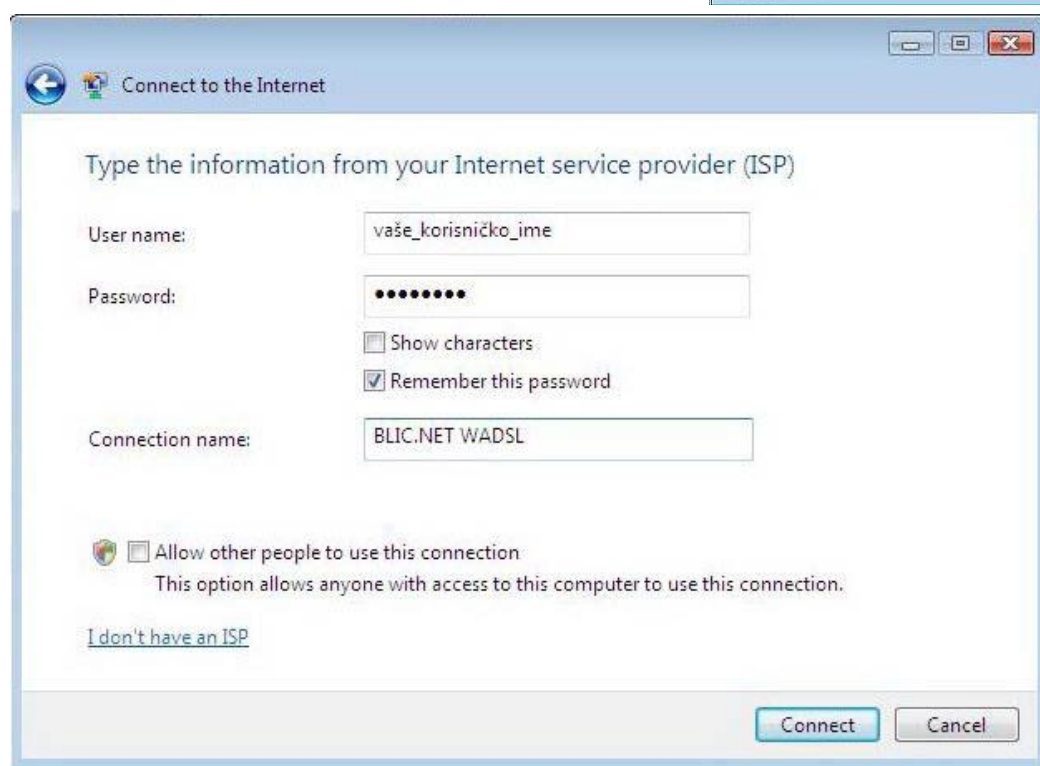 Connect to the Internet
Type the information from your Internet service provider (ISP)
User name: vaše_korisničko_ime
Password: ●●●●●●●●
Show characters
Remember this password
Connection name: BLIC.NET WADSL
Allow other people to use this connection
This option allows anyone with access to this computer to use this connection.
I don't have an ISP
Connect Cancel